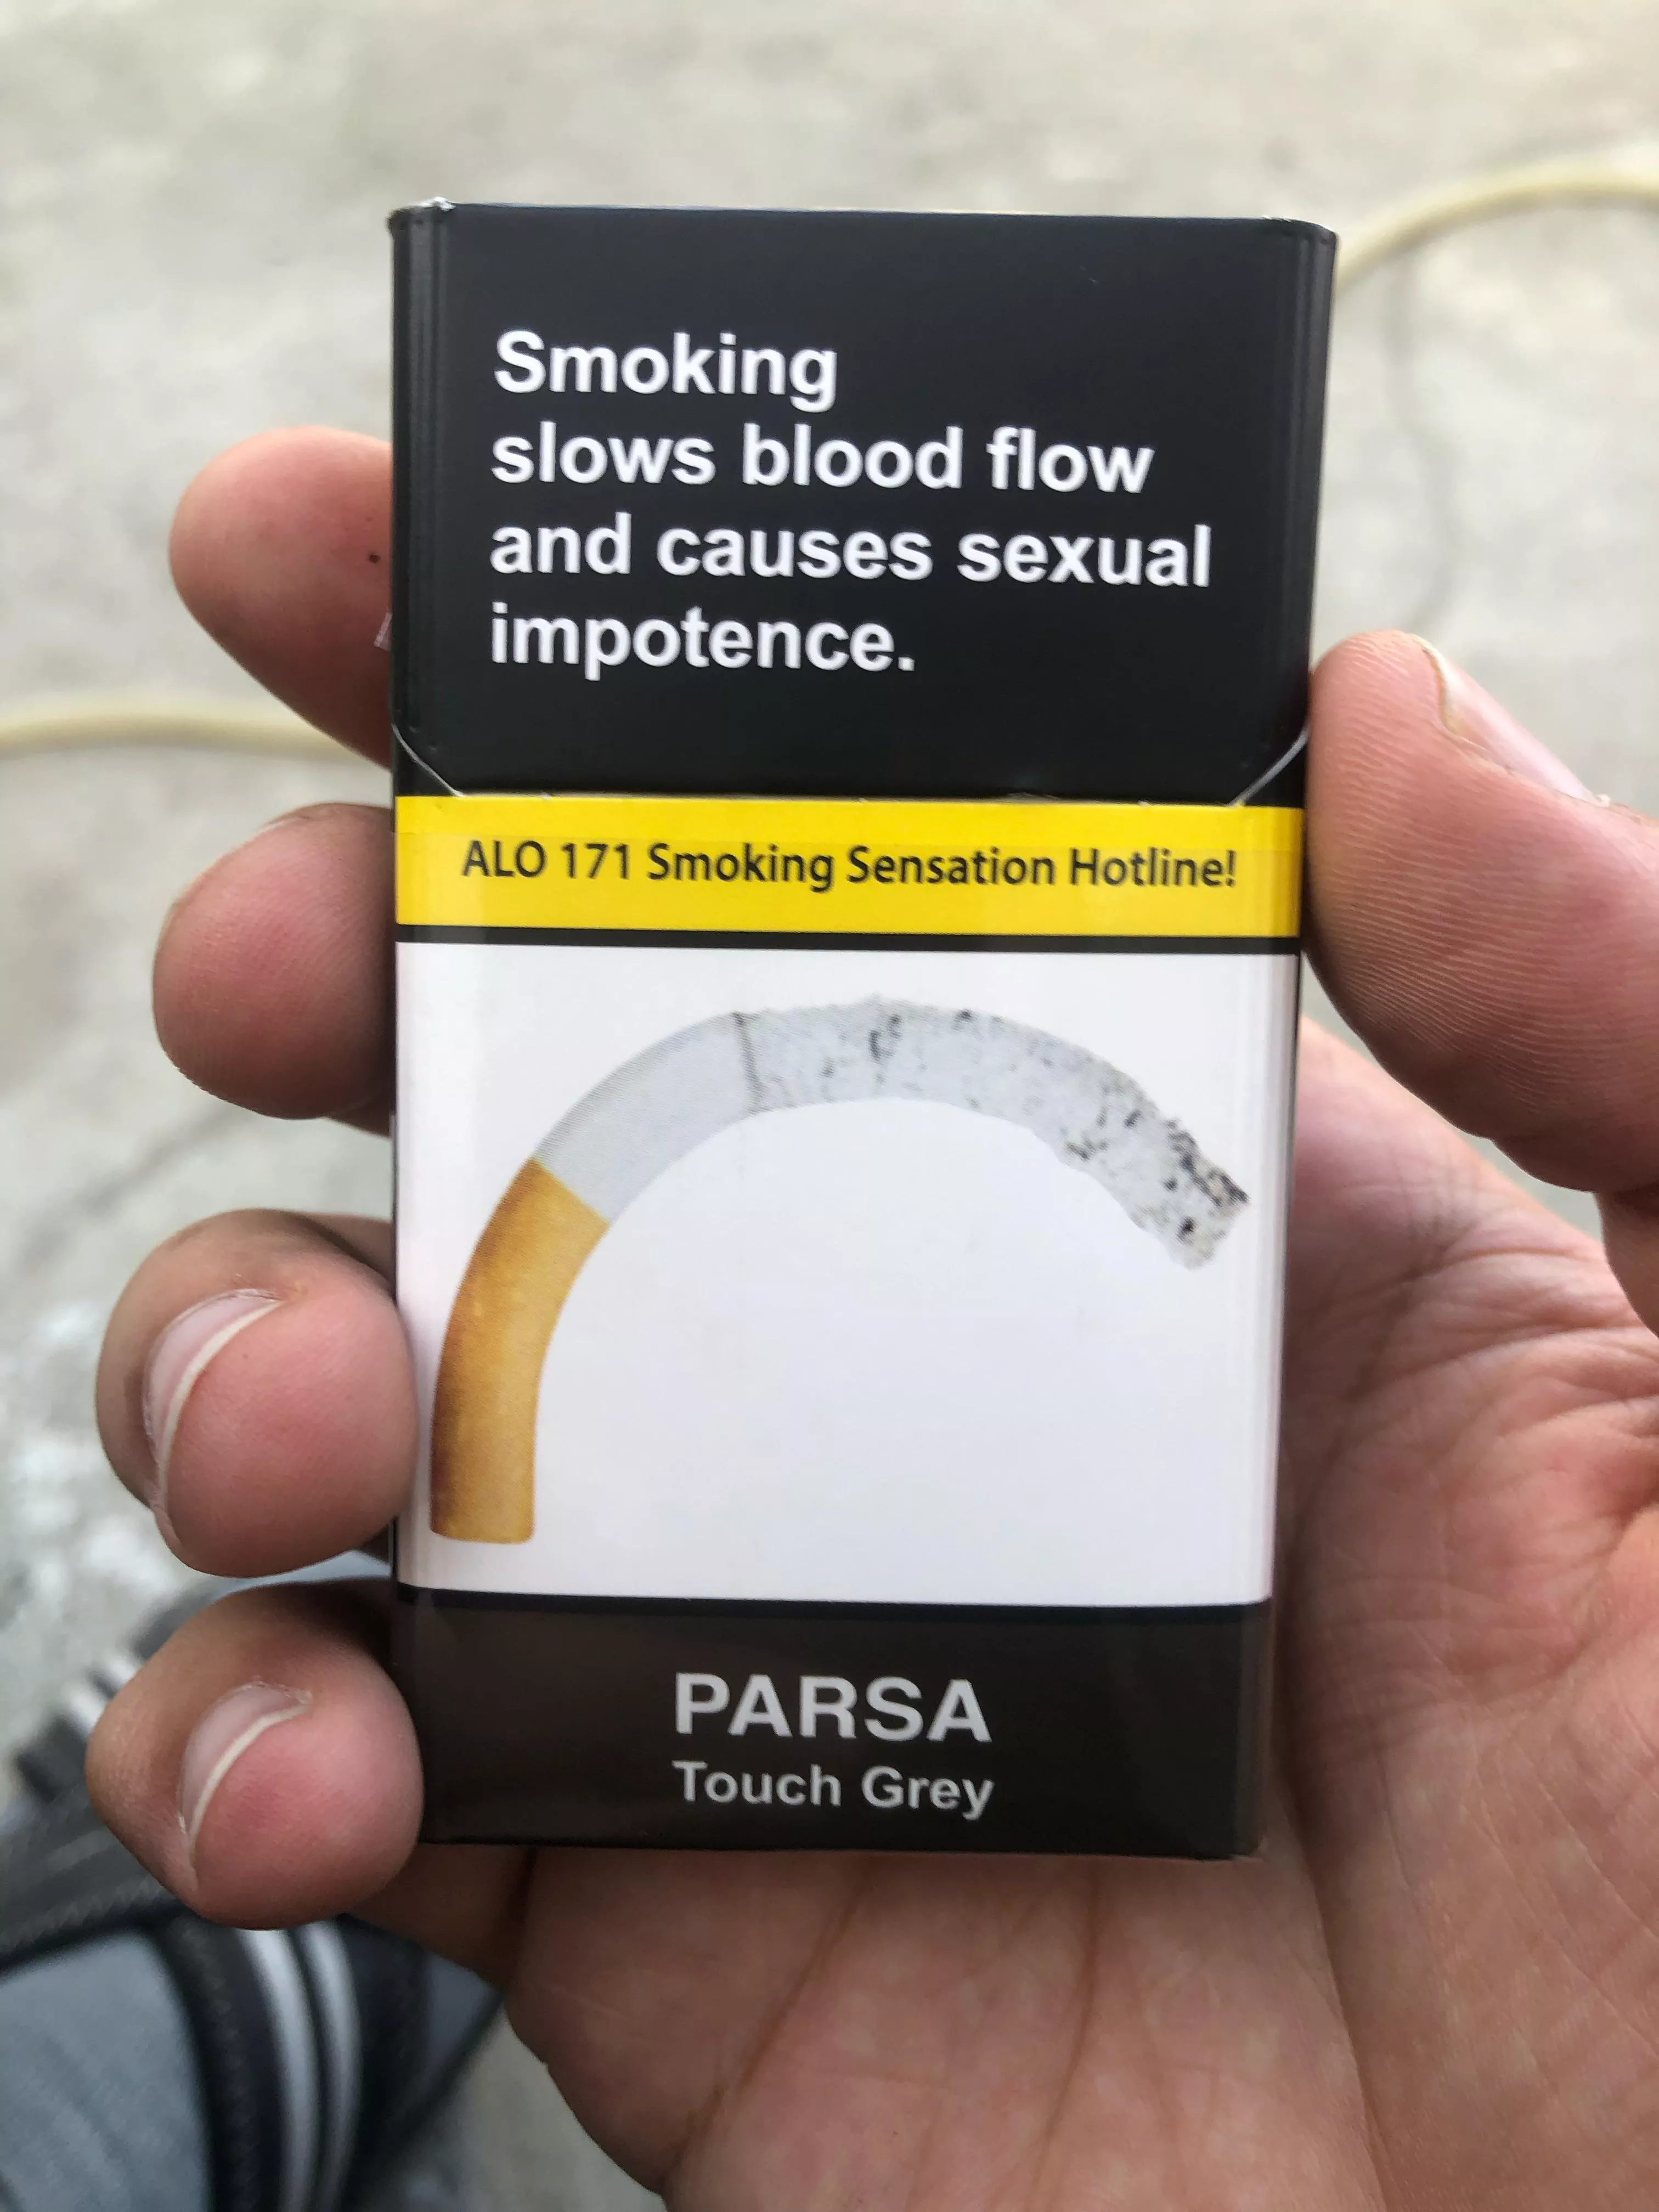 Smoking
slows blood flow
and causes sexual
impotence.
ALO 171 Smoking Sensation Hotline!
PARSA
Touch Grey